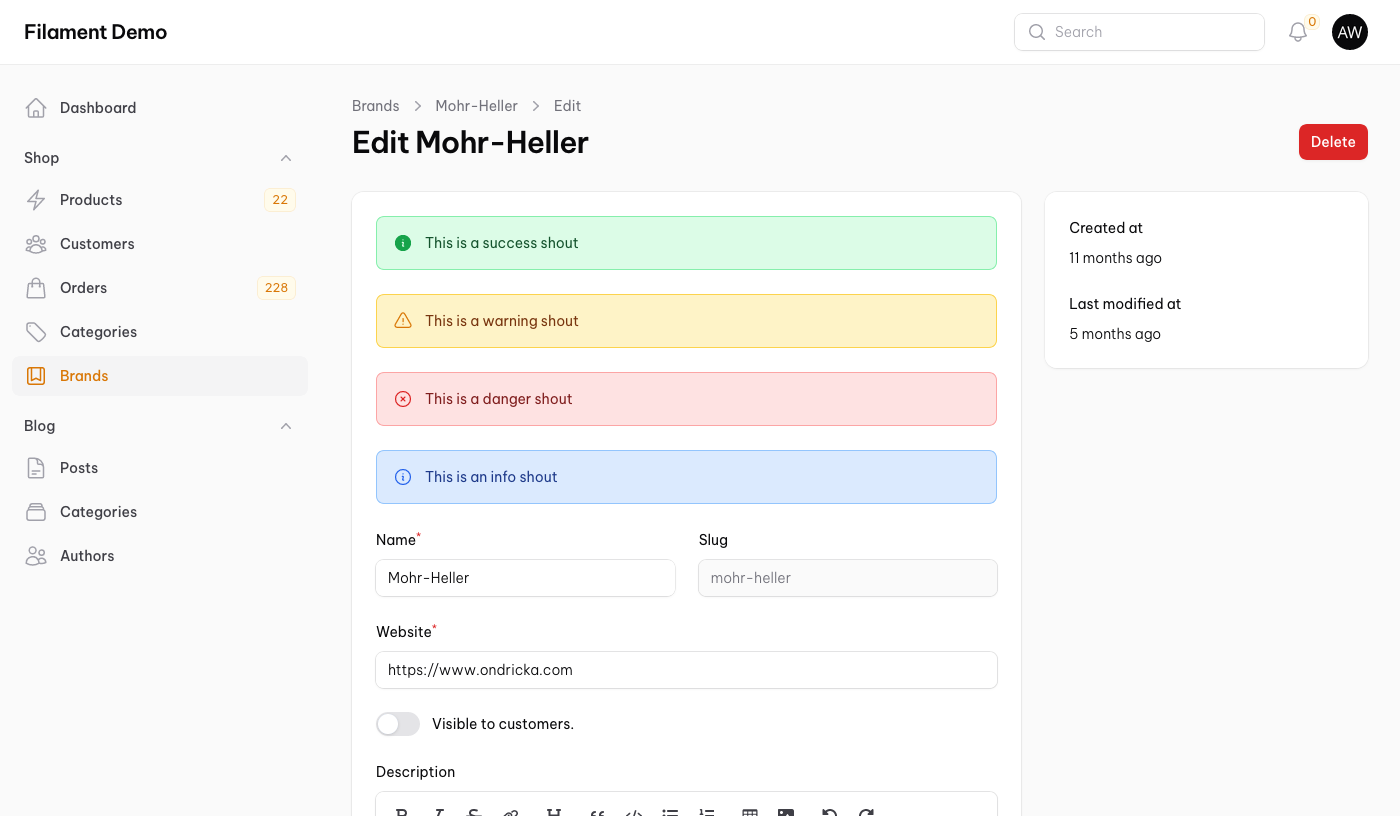 Filament Demo
Search
0
AW
Dashboard
Shop
Products
22
Customers
Orders
228
Categories
Brands
Blog
Posts
Categories
Authors
Brands > Mohr-Heller > Edit
Edit Mohr-Heller
Delete
This is a success shout
This is a warning shout
This is a danger shout
This is an info shout
Name*
Slug
Mohr-Heller
mohr-heller
Website*
https://www.ondricka.com
Visible to customers.
Description
Created at
11 months ago
Last modified at
5 months ago